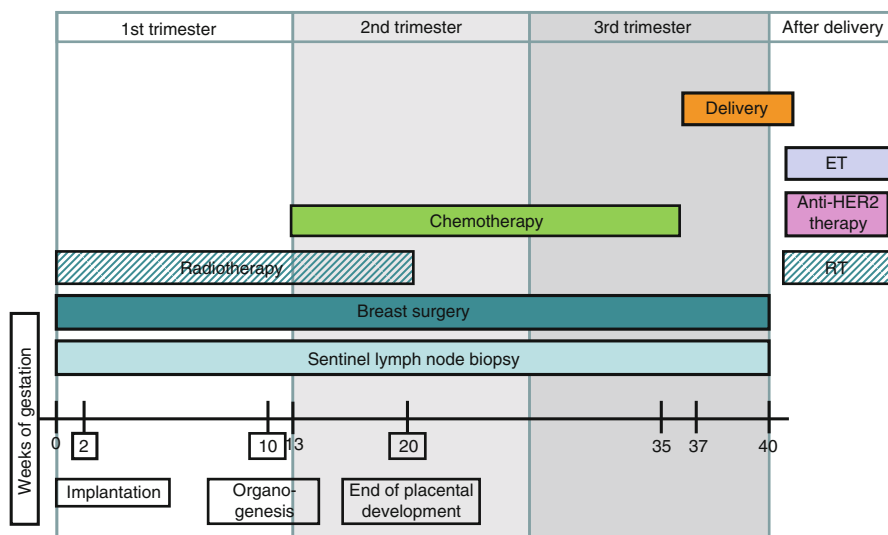 1st trimester
2nd trimester
3rd trimester
After delivery
Delivery
ET
Chemotherapy
Anti-HER2
therapy
Radiotherapy
RT
Breast surgery
Sentinel lymph node biopsy
Weeks of gestation
0
2
10
13
20
35
37
40
Implantation
Organo-
genesis
End of placental
development